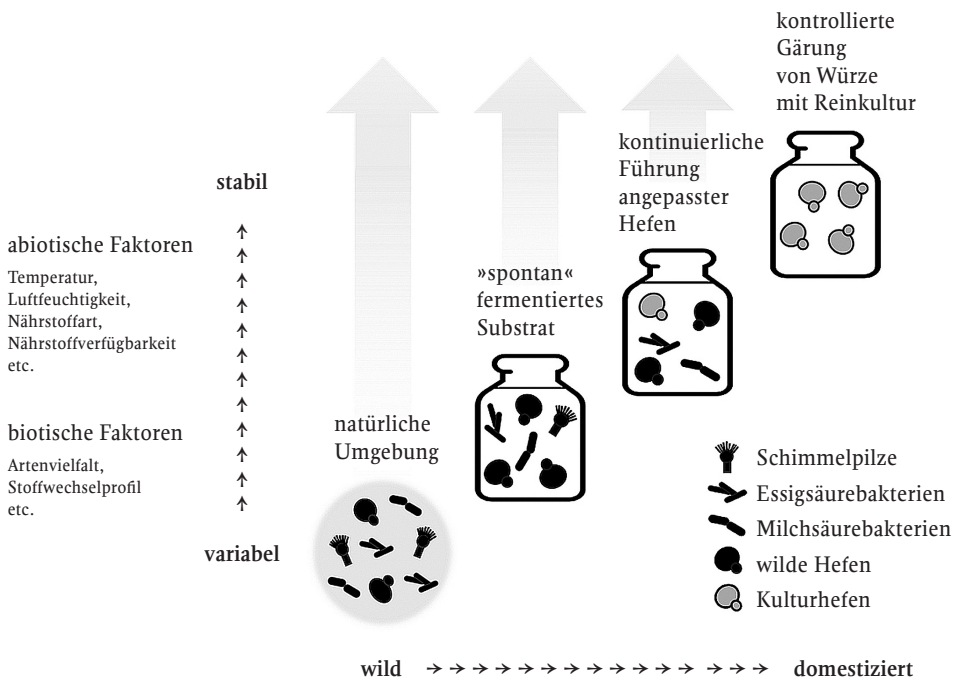 kontrollierte
Gärung
von Würze
mit Reinkultur
kontinuierliche
Führung
angepasster
Hefen
stabil
abiotische Faktoren
Temperatur,
Luftfeuchtigkeit,
Nährstoffart,
Nährstoffverfügbarkeit
etc.
»spontan«
fermentiertes
Substrat
natürliche
Umgebung
biotische Faktoren
Artenvielfalt,
Stoffwechselprofil
etc.
variabel
Schimmelpilze
Essigsäurebakterien
Milchsäurebakterien
wilde Hefen
Kulturhefen
wild → → → → → → → → → → → → → → domestiziert